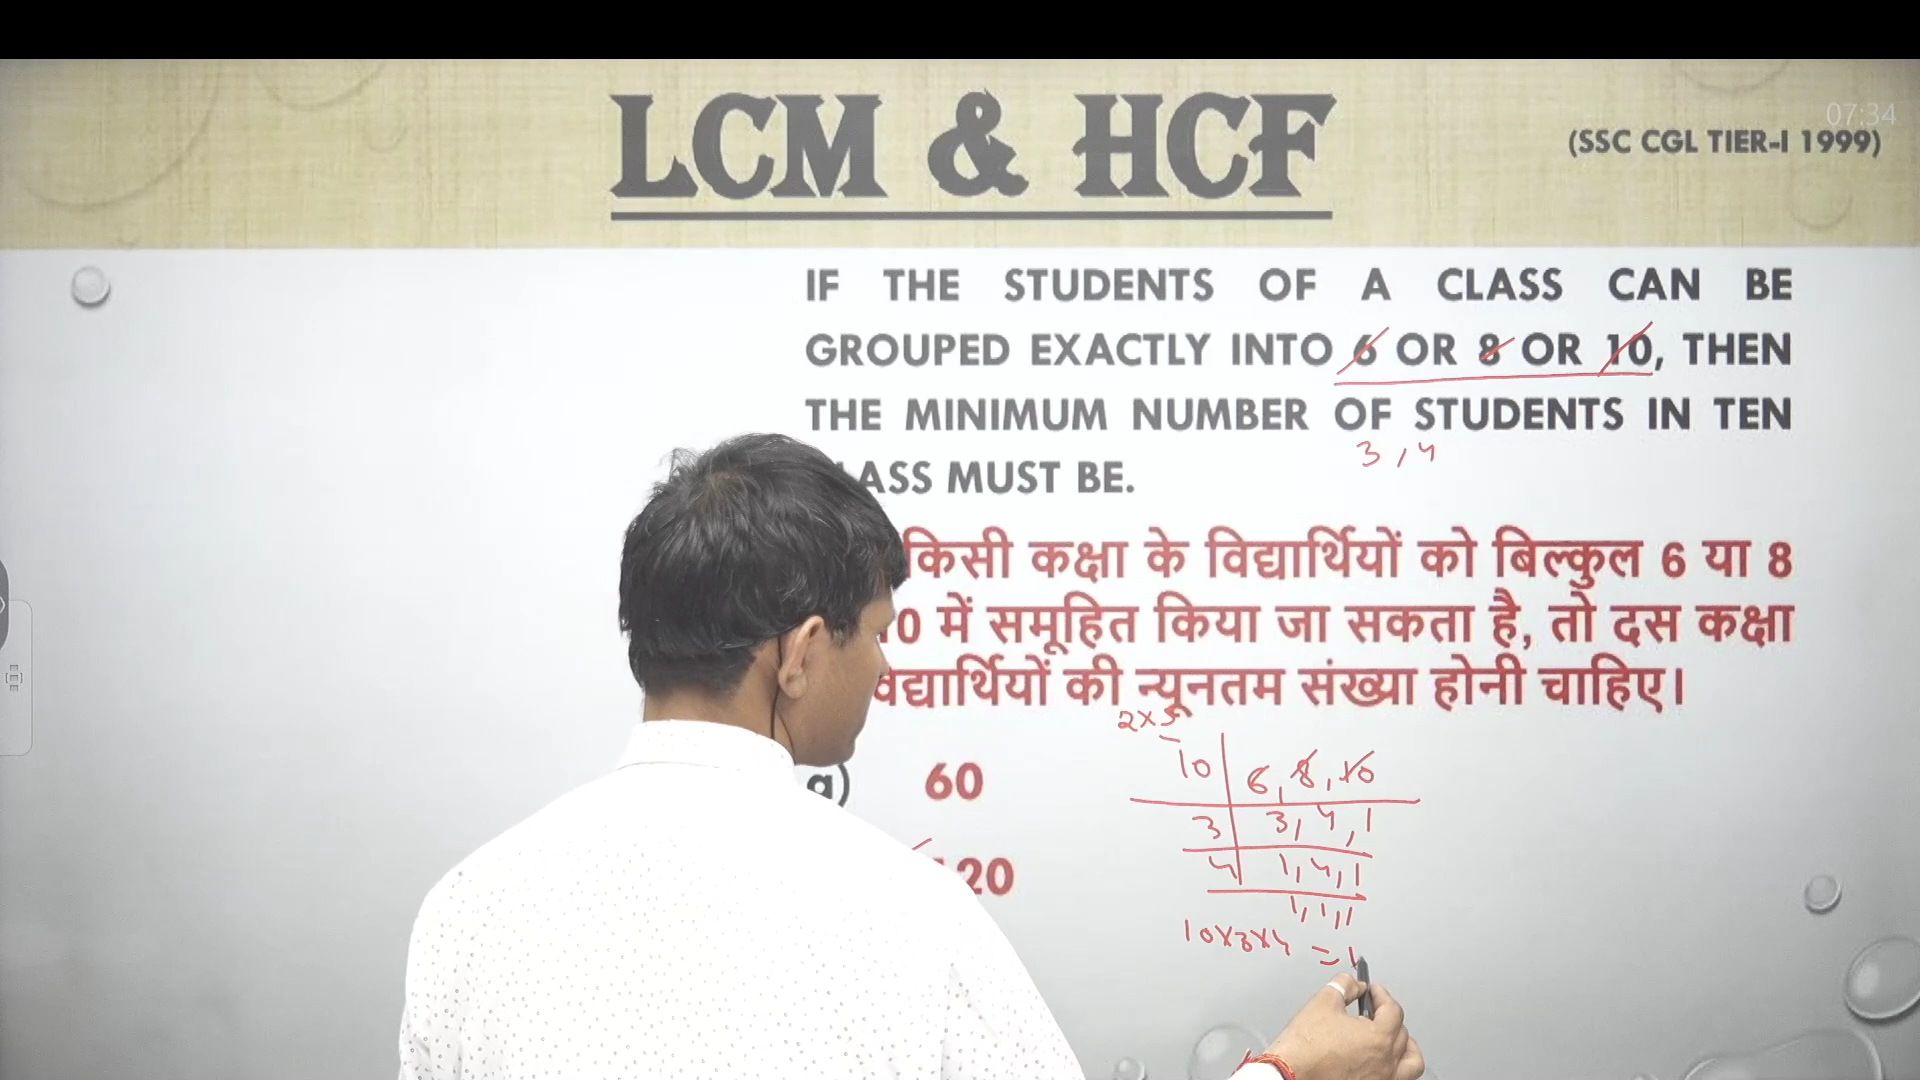 LCM & HCF
07:34
(SSC CGL TIER-I 1999)
IF THE STUDENTS OF A CLASS CAN BE
GROUPED EXACTLY INTO 6 OR 8 OR 10, THEN
THE MINIMUM NUMBER OF STUDENTS IN TEN
3, 4
ASS MUST BE.
किसी कक्षा के विद्यार्थियों को बिल्कुल 6 या 8
10 में समूहित किया जा सकता है, तो दस कक्षा
विद्यार्थियों की न्यूनतम संख्या होनी चाहिए।
2×5
10 6, 8, 10
a) 60
3 3, 4, 1
4 1, 4, 1
120
1, 1, 1
10×3×4 = 1